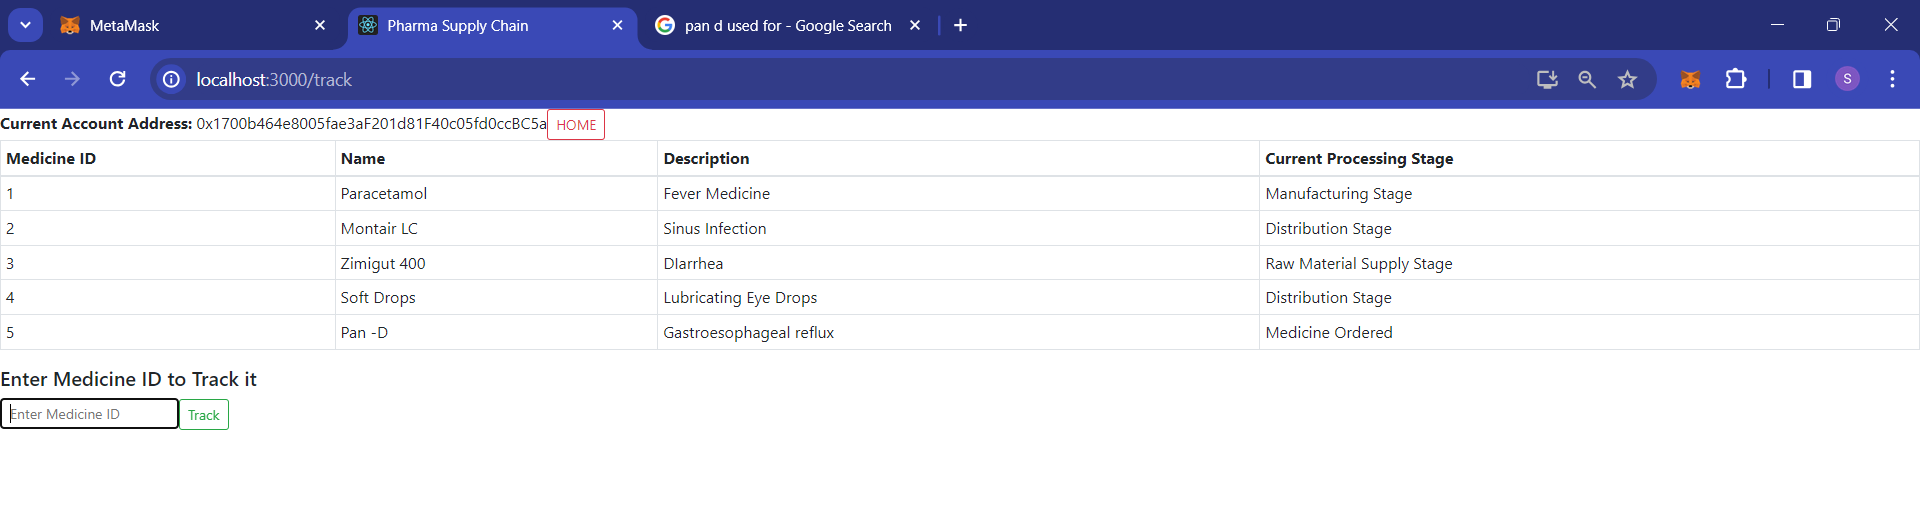 MetaMask Pharma Supply Chain pan d used for - Google Search
localhost:3000/track S
Current Account Address: 0x1700b464e8005fae3aF201d81F40c05fd0ccBC5a HOME
Medicine ID Name Description Current Processing Stage
1 Paracetamol Fever Medicine Manufacturing Stage
2 Montair LC Sinus Infection Distribution Stage
3 Zimigut 400 DIarrhea Raw Material Supply Stage
4 Soft Drops Lubricating Eye Drops Distribution Stage
5 Pan -D Gastroesophageal reflux Medicine Ordered
Enter Medicine ID to Track it
Enter Medicine ID Track